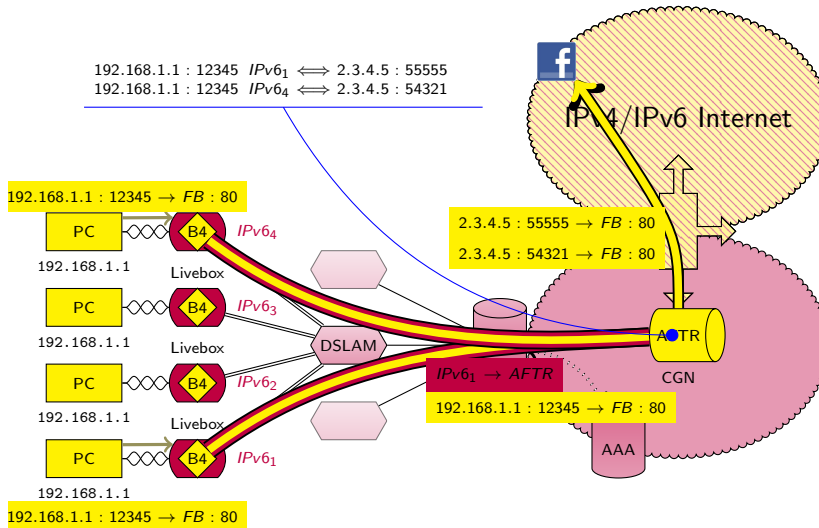 192.168.1.1 : 12345 IPv6₁ ⟺ 2.3.4.5 : 55555
192.168.1.1 : 12345 IPv6₄ ⟺ 2.3.4.5 : 54321
f
IPv4/IPv6 Internet
192.168.1.1 : 12345 → FB : 80
PC
B4
IPv6₄
192.168.1.1
Livebox
2.3.4.5 : 55555 → FB : 80
2.3.4.5 : 54321 → FB : 80
PC
B4
IPv6₃
192.168.1.1
Livebox
DSLAM
AFTR
CGN
PC
B4
IPv6₂
192.168.1.1
Livebox
IPv6₁ → AFTR
192.168.1.1 : 12345 → FB : 80
PC
B4
IPv6₁
192.168.1.1
AAA
192.168.1.1 : 12345 → FB : 80